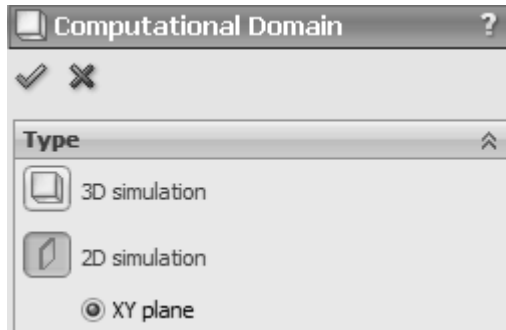 Computational Domain ?
Type
3D simulation
2D simulation
XY plane